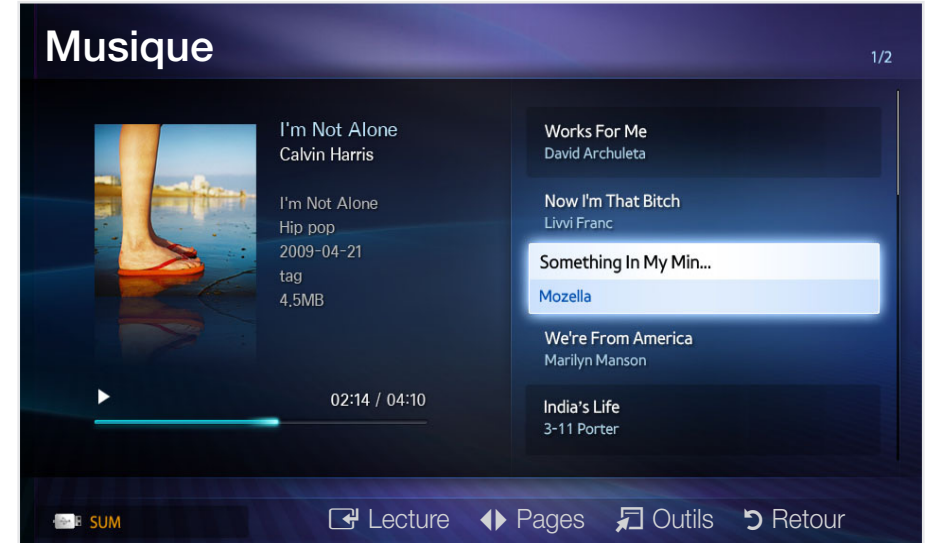 Musique
1/2
I'm Not Alone
Calvin Harris
I'm Not Alone
Hip pop
2009-04-21
tag
4,5MB
02:14 / 04:10
Works For Me
David Archuleta
Now I'm That Bitch
Livvi Franc
Something In My Min...
Mozella
We're From America
Marilyn Manson
India's Life
3-11 Porter
SUM
Lecture Pages Outils Retour